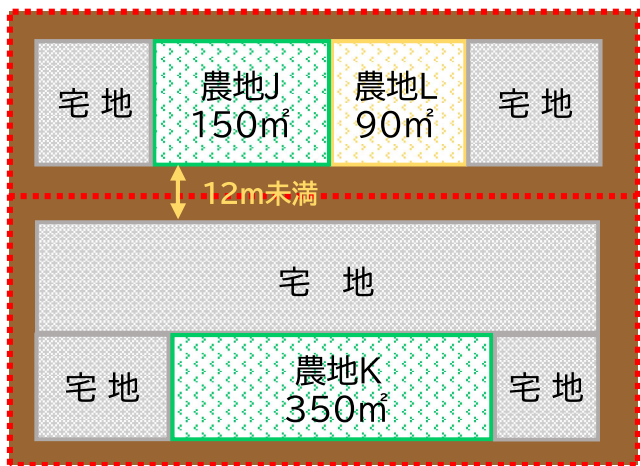 宅 地
農地J
150㎡
農地L
90㎡
宅 地
12m未満
宅　地
宅 地
農地K
350㎡
宅 地